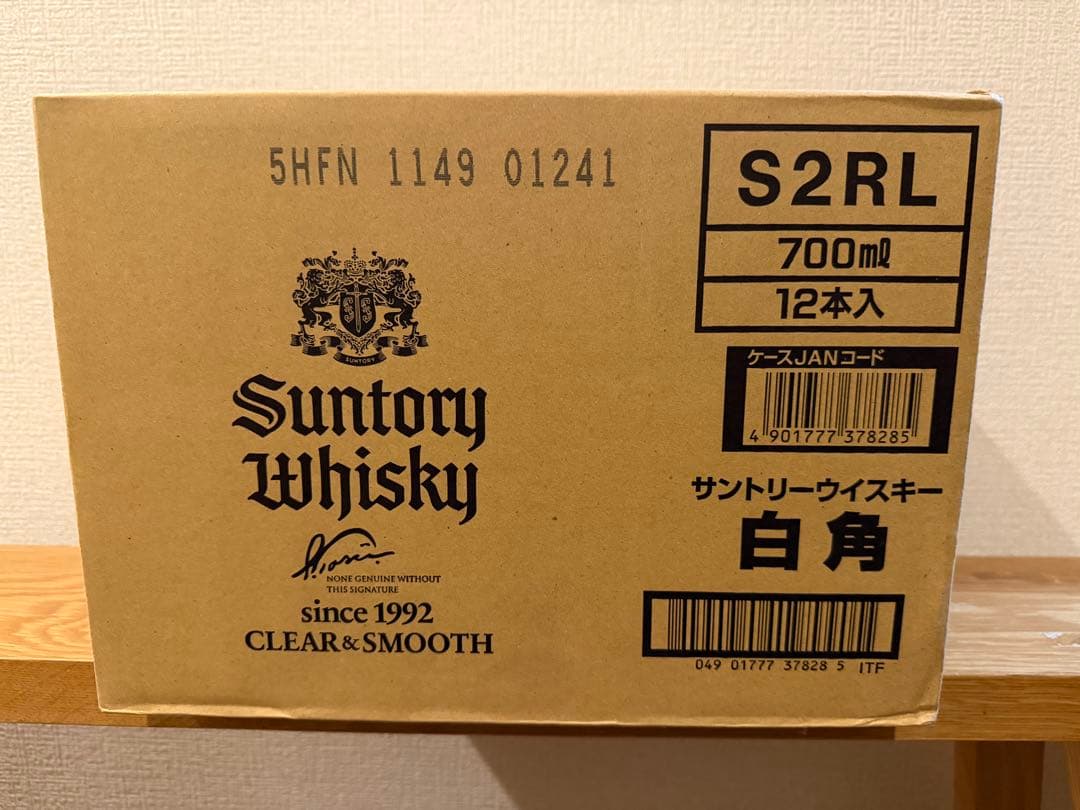 5HFN 1149 01241
SUNTORY
Suntory
Whisky
NONE GENUINE WITHOUT
THIS SIGNATURE
since 1992
CLEAR&SMOOTH
S2RL
700ml
12本入
ケースJANコード
4 901777 378285
サントリーウイスキー
白角
049 01777 37828 5 ITF